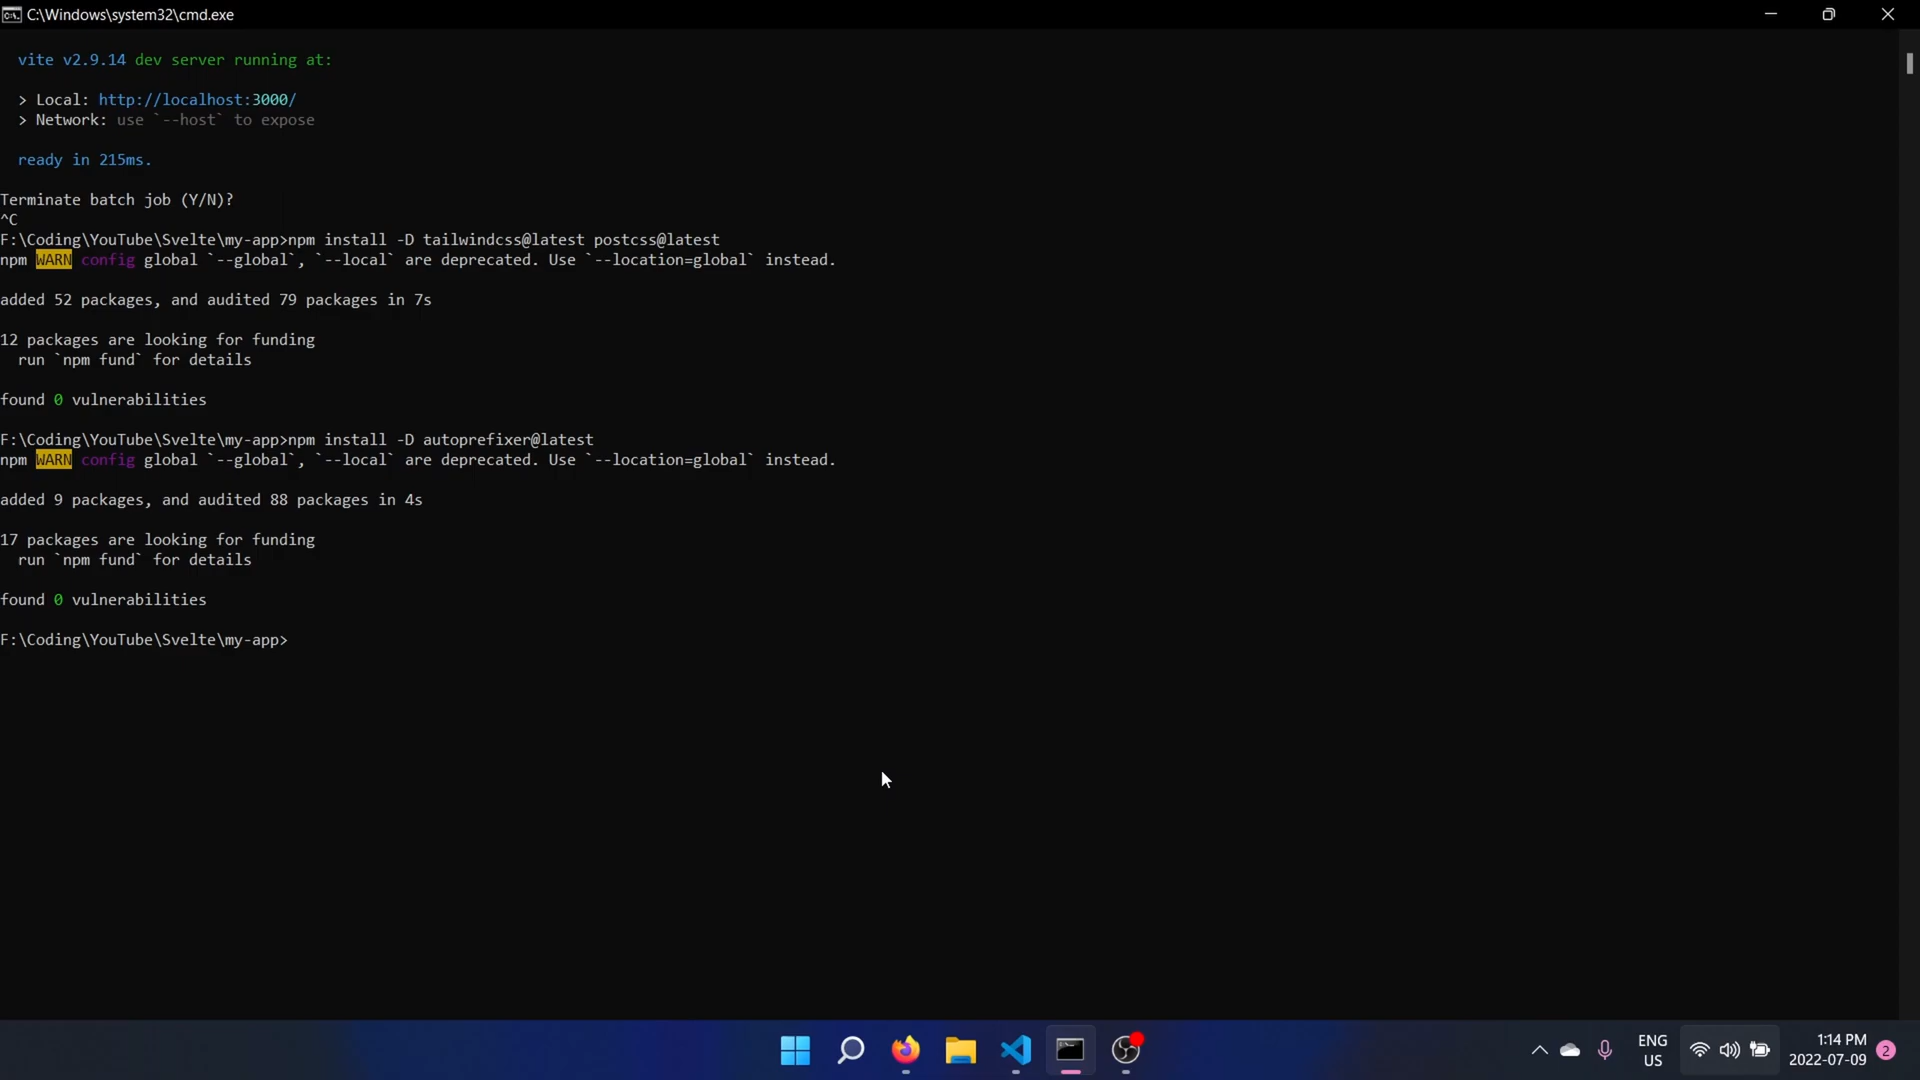 C:\Windows\system32\cmd.exe
vite v2.9.14 dev server running at:
> Local: http://localhost:3000/
> Network: use `--host` to expose
ready in 215ms.
Terminate batch job (Y/N)?
^C
F:\Coding\YouTube\Svelte\my-app>npm install -D tailwindcss@latest postcss@latest
npm WARN config global `--global`, `--local` are deprecated. Use `--location=global` instead.
added 52 packages, and audited 79 packages in 7s
12 packages are looking for funding
run `npm fund` for details
found 0 vulnerabilities
F:\Coding\YouTube\Svelte\my-app>npm install -D autoprefixer@latest
npm WARN config global `--global`, `--local` are deprecated. Use `--location=global` instead.
added 9 packages, and audited 88 packages in 4s
17 packages are looking for funding
run `npm fund` for details
found 0 vulnerabilities
F:\Coding\YouTube\Svelte\my-app>
ENG
US
1:14 PM
2022-07-09
2